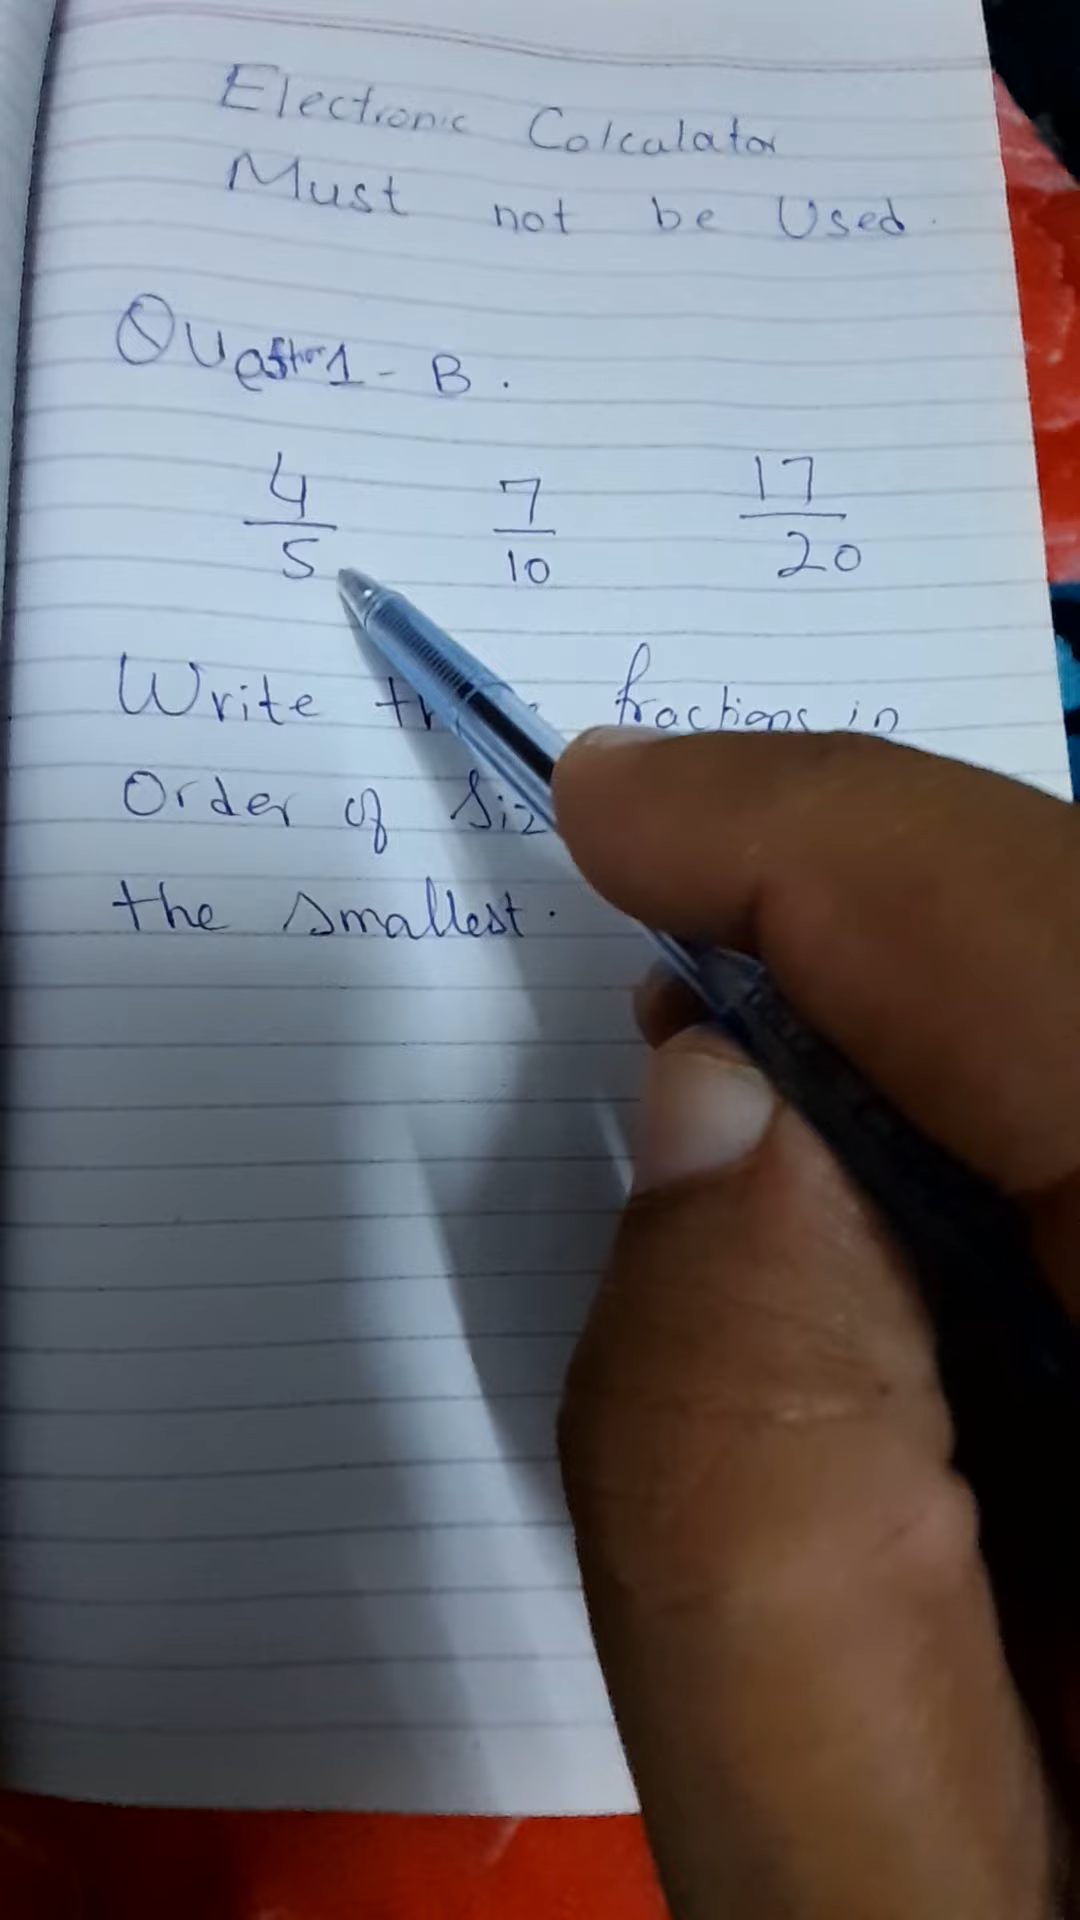 Electronic Calculator
Must not be Used.
Question 1 - B.
4/5 7/10 17/20
Write fractions in
Order of
the smallest.